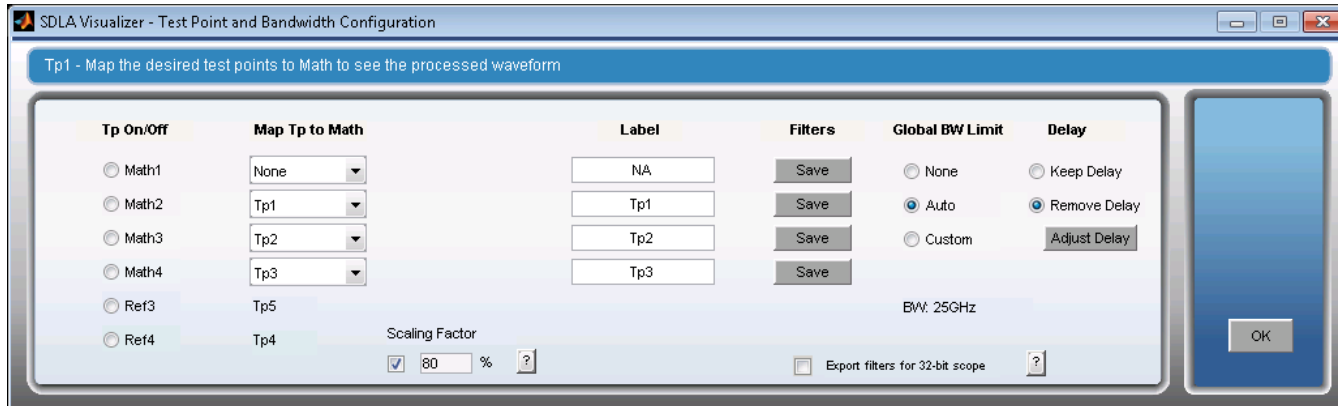 SDLA Visualizer - Test Point and Bandwidth Configuration
Tp1 - Map the desired test points to Math to see the processed waveform
Tp On/Off Map Tp to Math Label Filters Global BW Limit Delay
Math1 None NA Save None Keep Delay
Math2 Tp1 Tp1 Save Auto Remove Delay
Math3 Tp2 Tp2 Save Custom Adjust Delay
Math4 Tp3 Tp3 Save
Ref3 Tp5 BW: 25GHz
Ref4 Tp4 Scaling Factor OK
80 % ? Export filters for 32-bit scope ?